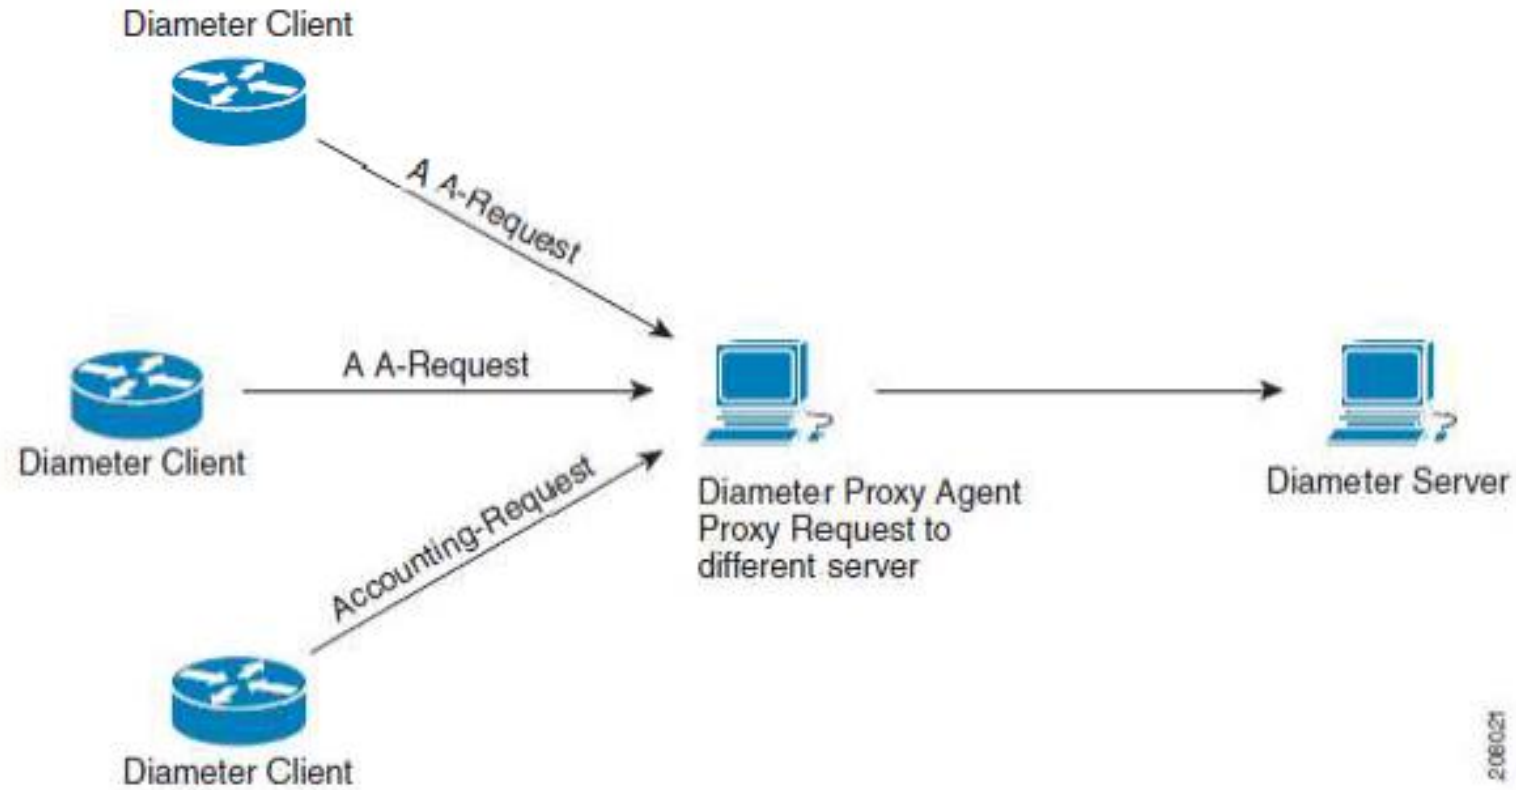 Diameter Client
A A-Request
A A-Request
Diameter Client
Accounting-Request
Diameter Client
Diameter Proxy Agent
Proxy Request to
different server
Diameter Server
208021